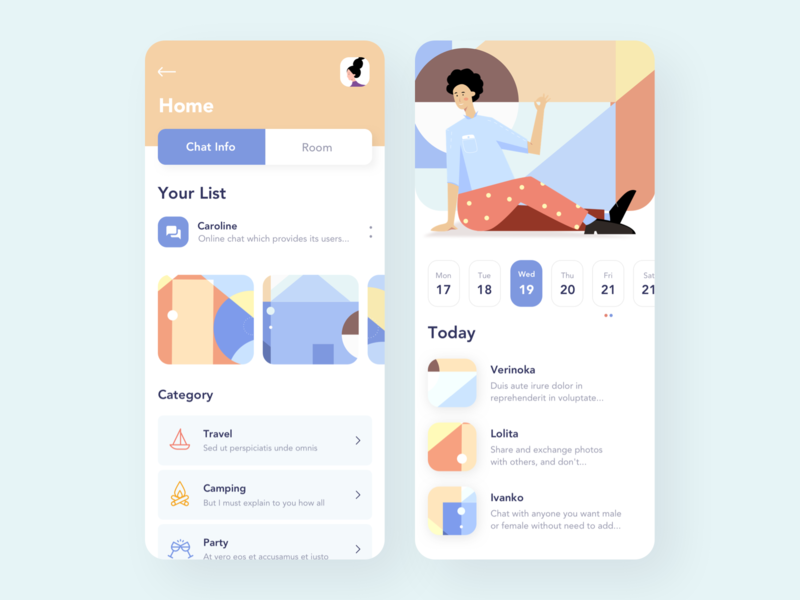 Home
Chat Info
Room
Your List
Caroline
Online chat which provides its users...
Category
Travel
Sed ut perspiciatis unde omnis
Camping
But I must explain to you how all
Party
At vero eos et accusamus et iusto
Mon
17
Tue
18
Wed
19
Thu
20
Fri
21
Sat
21
Today
Verinoka
Duis aute irure dolor in
reprehenderit in voluptate...
Lolita
Share and exchange photos
with others, and don't...
Ivanko
Chat with anyone you want male
or female without need to add...